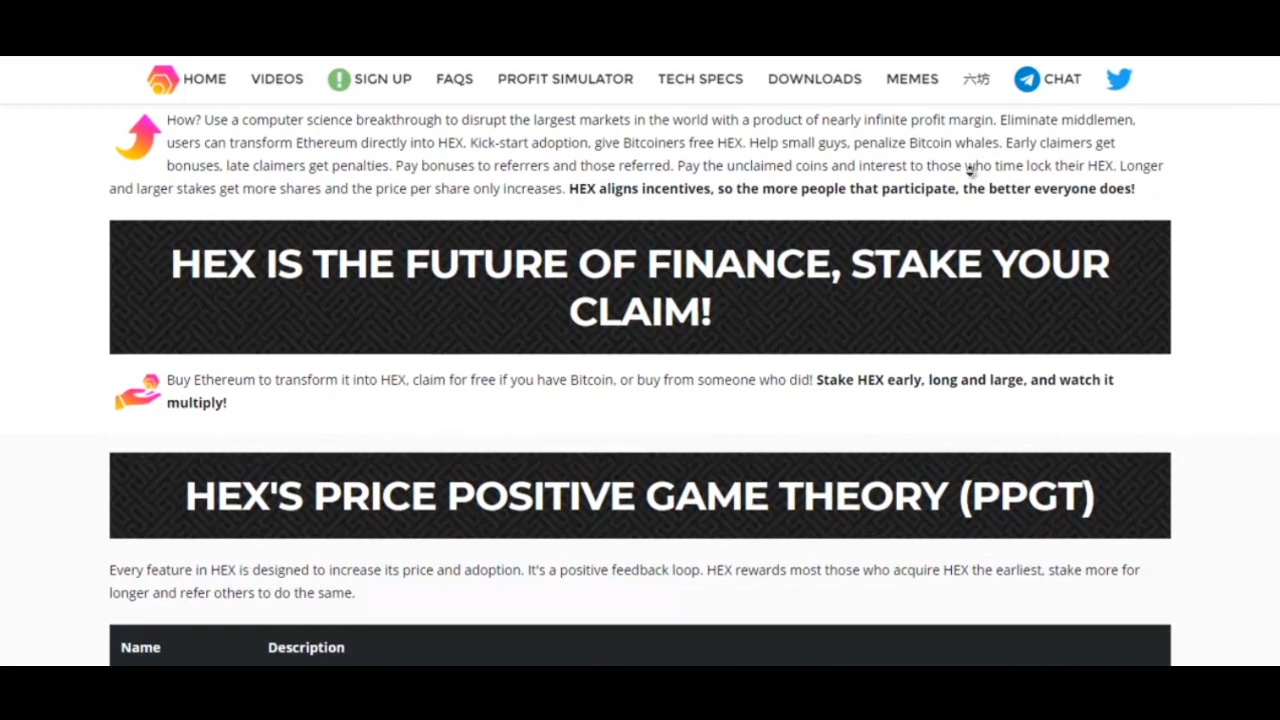 HOME VIDEOS SIGN UP FAQS PROFIT SIMULATOR TECH SPECS DOWNLOADS MEMES 六坊 CHAT
How? Use a computer science breakthrough to disrupt the largest markets in the world with a product of nearly infinite profit margin. Eliminate middlemen,
users can transform Ethereum directly into HEX. Kick-start adoption, give Bitcoiners free HEX. Help small guys, penalize Bitcoin whales. Early claimers get
bonuses, late claimers get penalties. Pay bonuses to referrers and those referred. Pay the unclaimed coins and interest to those who time lock their HEX. Longer
and larger stakes get more shares and the price per share only increases. HEX aligns incentives, so the more people that participate, the better everyone does!
HEX IS THE FUTURE OF FINANCE, STAKE YOUR
CLAIM!
Buy Ethereum to transform it into HEX, claim for free if you have Bitcoin, or buy from someone who did! Stake HEX early, long and large, and watch it
multiply!
HEX'S PRICE POSITIVE GAME THEORY (PPGT)
Every feature in HEX is designed to increase its price and adoption. It's a positive feedback loop. HEX rewards most those who acquire HEX the earliest, stake more for
longer and refer others to do the same.
Name Description